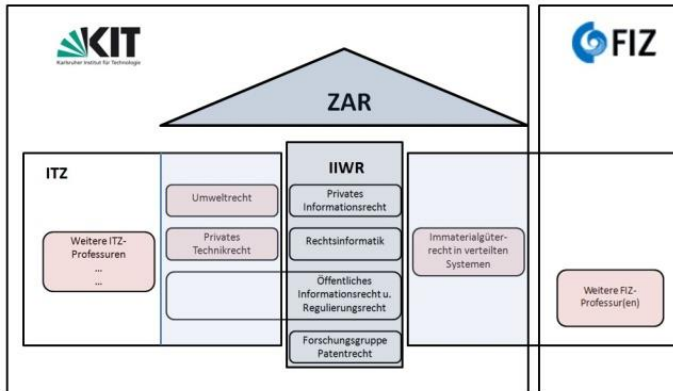 KIT
Karlsruher Institut für Technologie
FIZ
ZAR
ITZ
IIWR
Umweltrecht
Privates
Informationsrecht
Weitere ITZ-
Professuren
...
...
Privates
Technikrecht
Rechtsinformatik
Immaterialgüter-
recht in verteilten
Systemen
Öffentliches
Informationsrecht u.
Regulierungsrecht
Weitere FIZ-
Professur(en)
Forschungsgruppe
Patentrecht